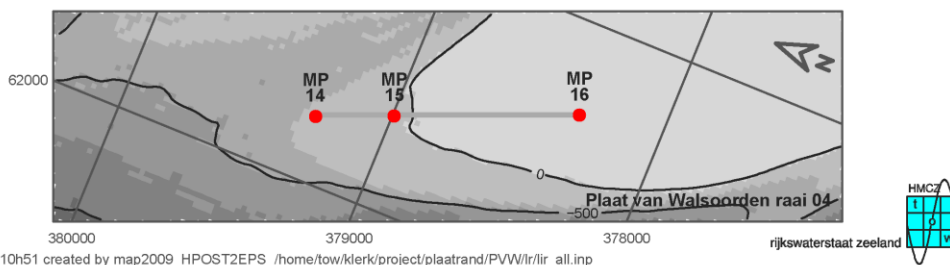 62000
MP
14
MP
15
MP
16
N
0
-500
Plaat van Walsoorden raai 04
380000
379000
378000
HMCZ
t
w
rijkswaterstaat zeeland
10h51 created by map2009 HPOST2EPS /home/tow/klerk/project/plaatrand/PVW/lr/lr_all.inp